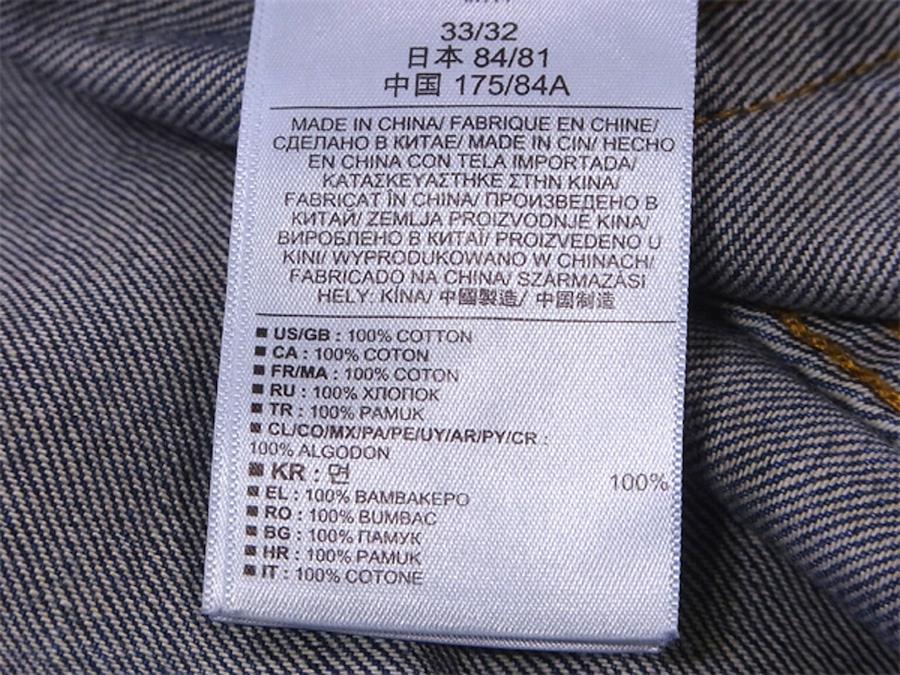 33/32
日本 84/81
中国 175/84A
MADE IN CHINA/ FABRIQUE EN CHINE/
СДЕЛАНО В КИТАЕ/ MADE IN CIN/ HECHO
EN CHINA CON TELA IMPORTADA/
ΚΑΤΑΣΚΕΥΑΣΤΗΚΕ ΣΤΗΝ ΚΙΝΑ/
FABRICAT ÎN CHINA/ ПРОИЗВЕДЕНО В
КИТАЙ/ ZEMLJA PROIZVODNJE KINA/
ВИРОБЛЕНО В КИТАЇ/ PROIZVEDENO U
KINI/ WYPRODUKOWANO W CHINACH/
FABRICADO NA CHINA/ SZÁRMAZÁSI
HELY: KÍNA/ 中國製造/ 中国制造
■ US/GB : 100% COTTON
■ CA : 100% COTON
■ FR/MA : 100% COTON
■ RU : 100% ХЛОПОК
■ TR : 100% PAMUK
■ CL/CO/MX/PA/PE/UY/AR/PY/CR :
100% ALGODON
■ KR : 면 100%
■ EL : 100% ΒΑΜΒΑΚΕΡΟ
■ RO : 100% BUMBAC
■ BG : 100% ПАМУК
■ HR : 100% PAMUK
■ IT : 100% COTONE